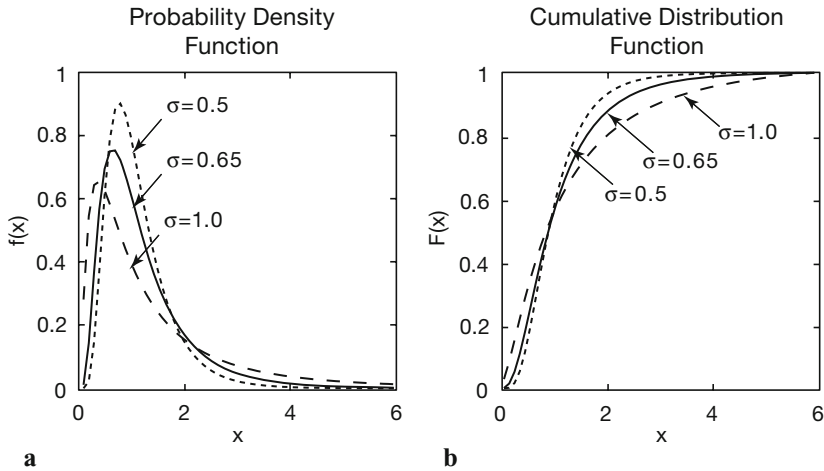 Probability Density
Function
1
0.8
0.6
0.4
0.2
0
f(x)
σ=0.5
σ=0.65
σ=1.0
0
2
4
6
x
a
Cumulative Distribution
Function
1
0.8
0.6
0.4
0.2
0
F(x)
σ=1.0
σ=0.65
σ=0.5
0
2
4
6
x
b